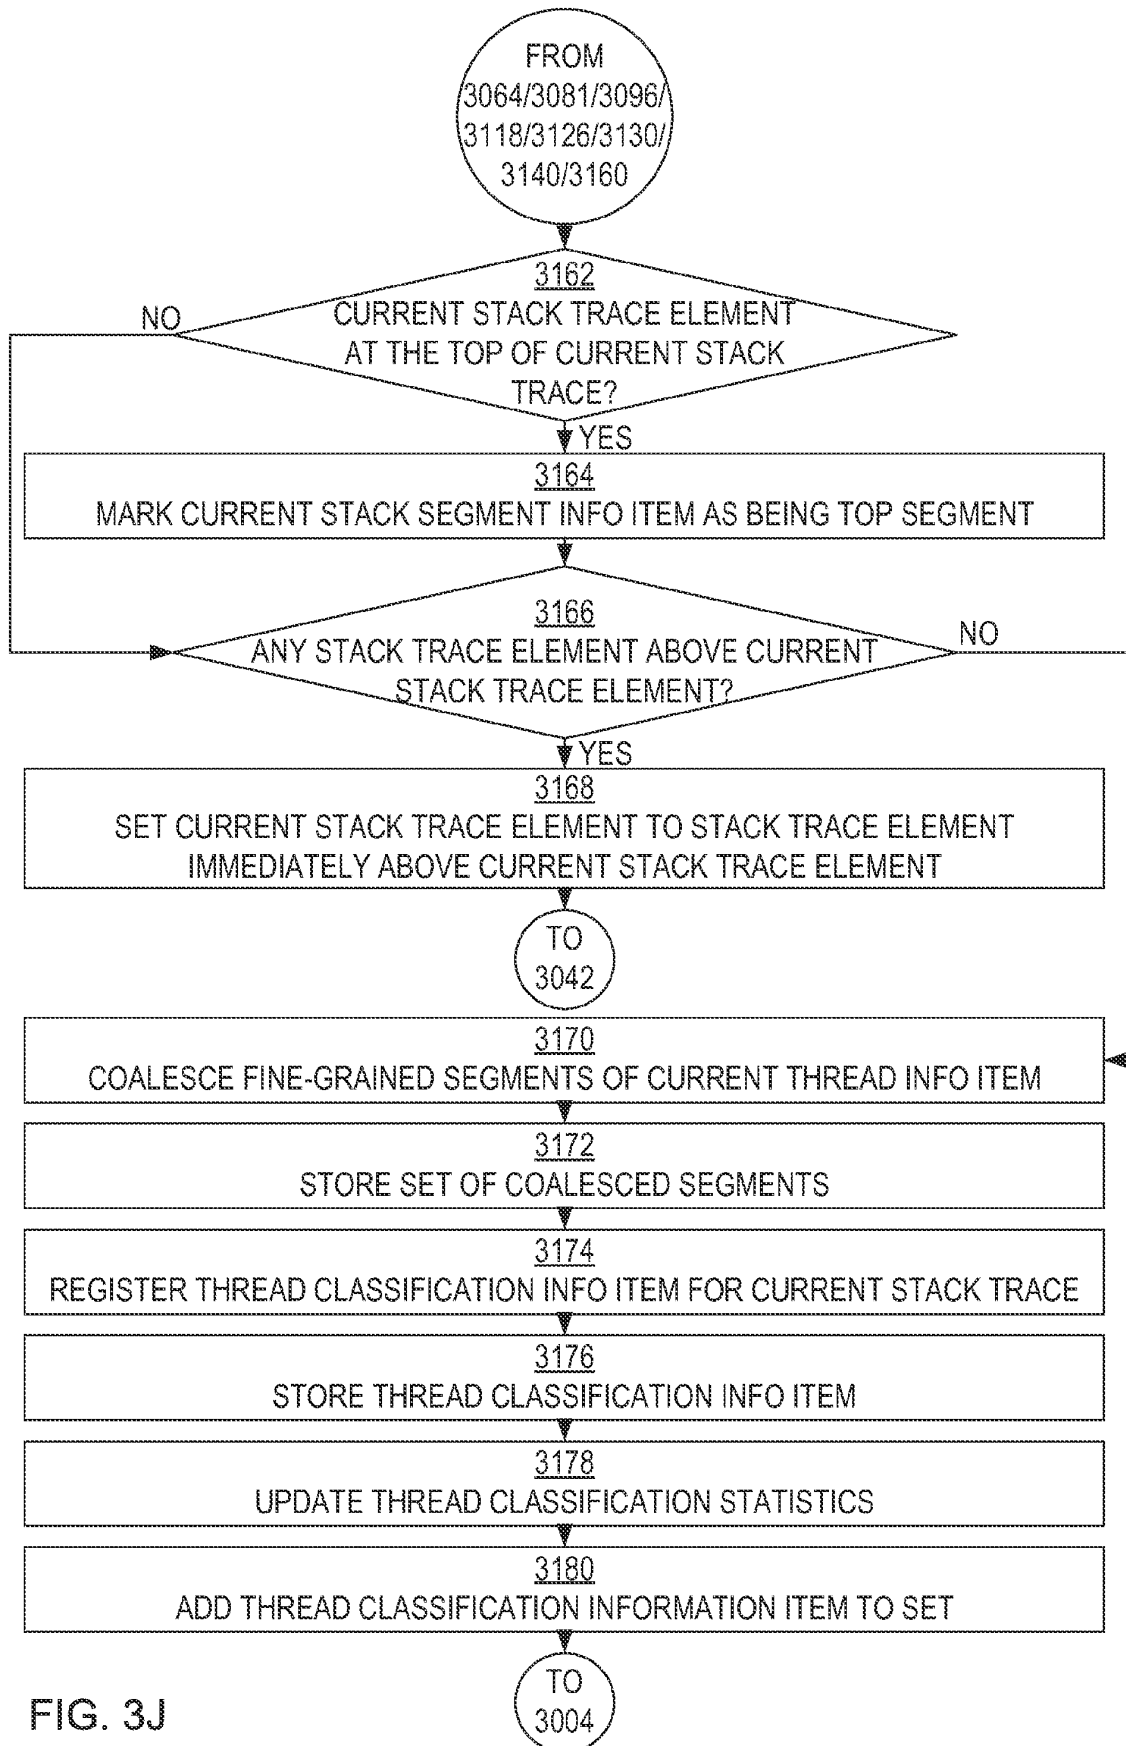 FROM
3064/3081/3096/
3118/3126/3130/
3140/3160
3162
NO
CURRENT STACK TRACE ELEMENT
AT THE TOP OF CURRENT STACK
TRACE?
YES
3164
MARK CURRENT STACK SEGMENT INFO ITEM AS BEING TOP SEGMENT
3166
NO
ANY STACK TRACE ELEMENT ABOVE CURRENT
STACK TRACE ELEMENT?
YES
3168
SET CURRENT STACK TRACE ELEMENT TO STACK TRACE ELEMENT
IMMEDIATELY ABOVE CURRENT STACK TRACE ELEMENT
TO
3042
3170
COALESCE FINE-GRAINED SEGMENTS OF CURRENT THREAD INFO ITEM
3172
STORE SET OF COALESCED SEGMENTS
3174
REGISTER THREAD CLASSIFICATION INFO ITEM FOR CURRENT STACK TRACE
3176
STORE THREAD CLASSIFICATION INFO ITEM
3178
UPDATE THREAD CLASSIFICATION STATISTICS
3180
ADD THREAD CLASSIFICATION INFORMATION ITEM TO SET
TO
3004
FIG. 3J